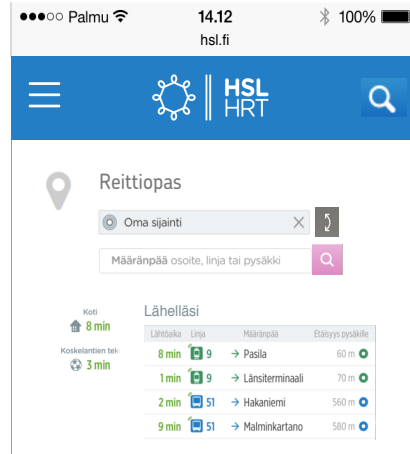 Palmu 14.12 100%
hsl.fi
HSL
HRT
Reittiopas
Oma sijainti
Määränpää osoite, linja tai pysäkki
Koti
8 min
Koskelantien tek
3 min
Lähelläsi
Lähtöaika Linja Määränpää Etäisyys pysäkille
8 min 9 → Pasila 60 m
1 min 9 → Länsiterminaali 70 m
2 min 51 → Hakaniemi 560 m
9 min 51 → Malminkartano 580 m